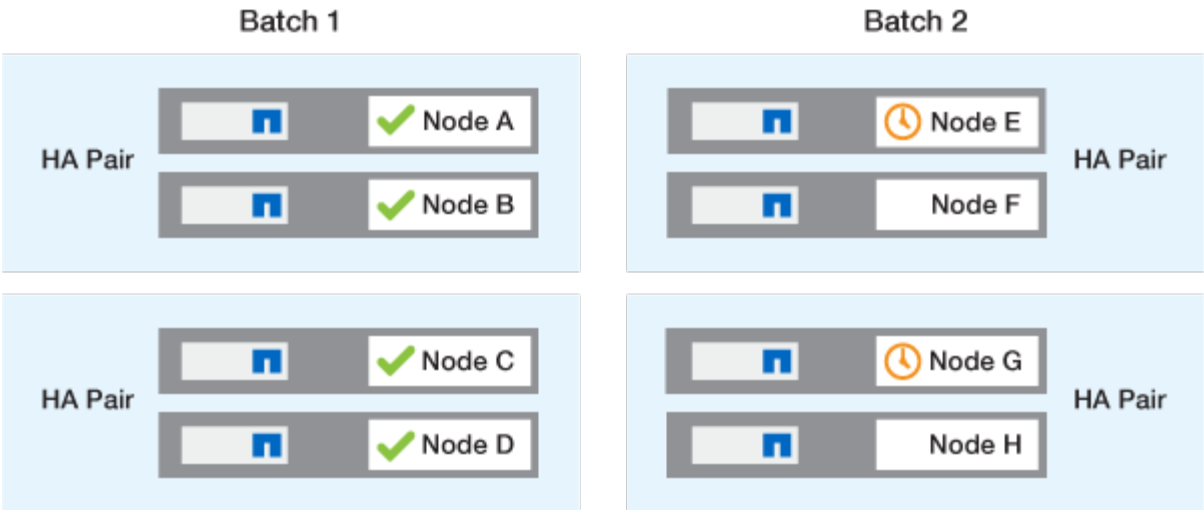 Batch 1
Batch 2
HA Pair
Node A
Node B
Node E
Node F
HA Pair
HA Pair
Node C
Node D
Node G
Node H
HA Pair